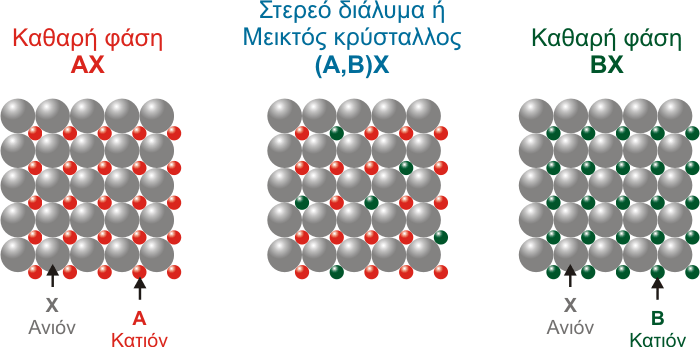 Καθαρή φάση
AX
Στερεό διάλυμα ή
Μεικτός κρύσταλλος
(A,B)X
Καθαρή φάση
BX
X
Ανιόν
A
Κατιόν
X
Ανιόν
B
Κατιόν